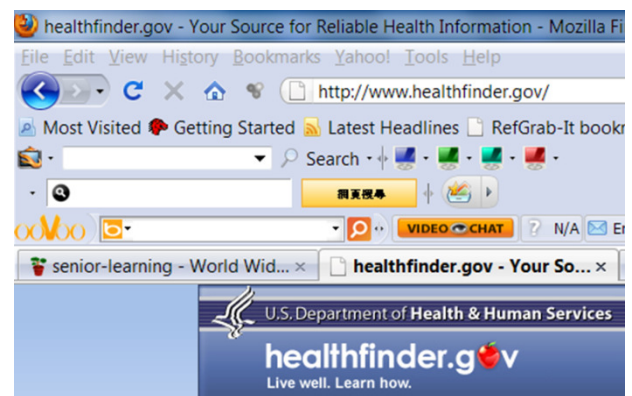 healthfinder.gov - Your Source for Reliable Health Information - Mozilla Fi
File Edit View History Bookmarks Yahoo! Tools Help
http://www.healthfinder.gov/
Most Visited Getting Started Latest Headlines RefGrab-It bookr
Search
網頁搜尋
ooVoo VIDEO CHAT ? N/A En
senior-learning - World Wid... × healthfinder.gov - Your So... ×
U.S. Department of Health & Human Services
healthfinder.gov
Live well. Learn how.